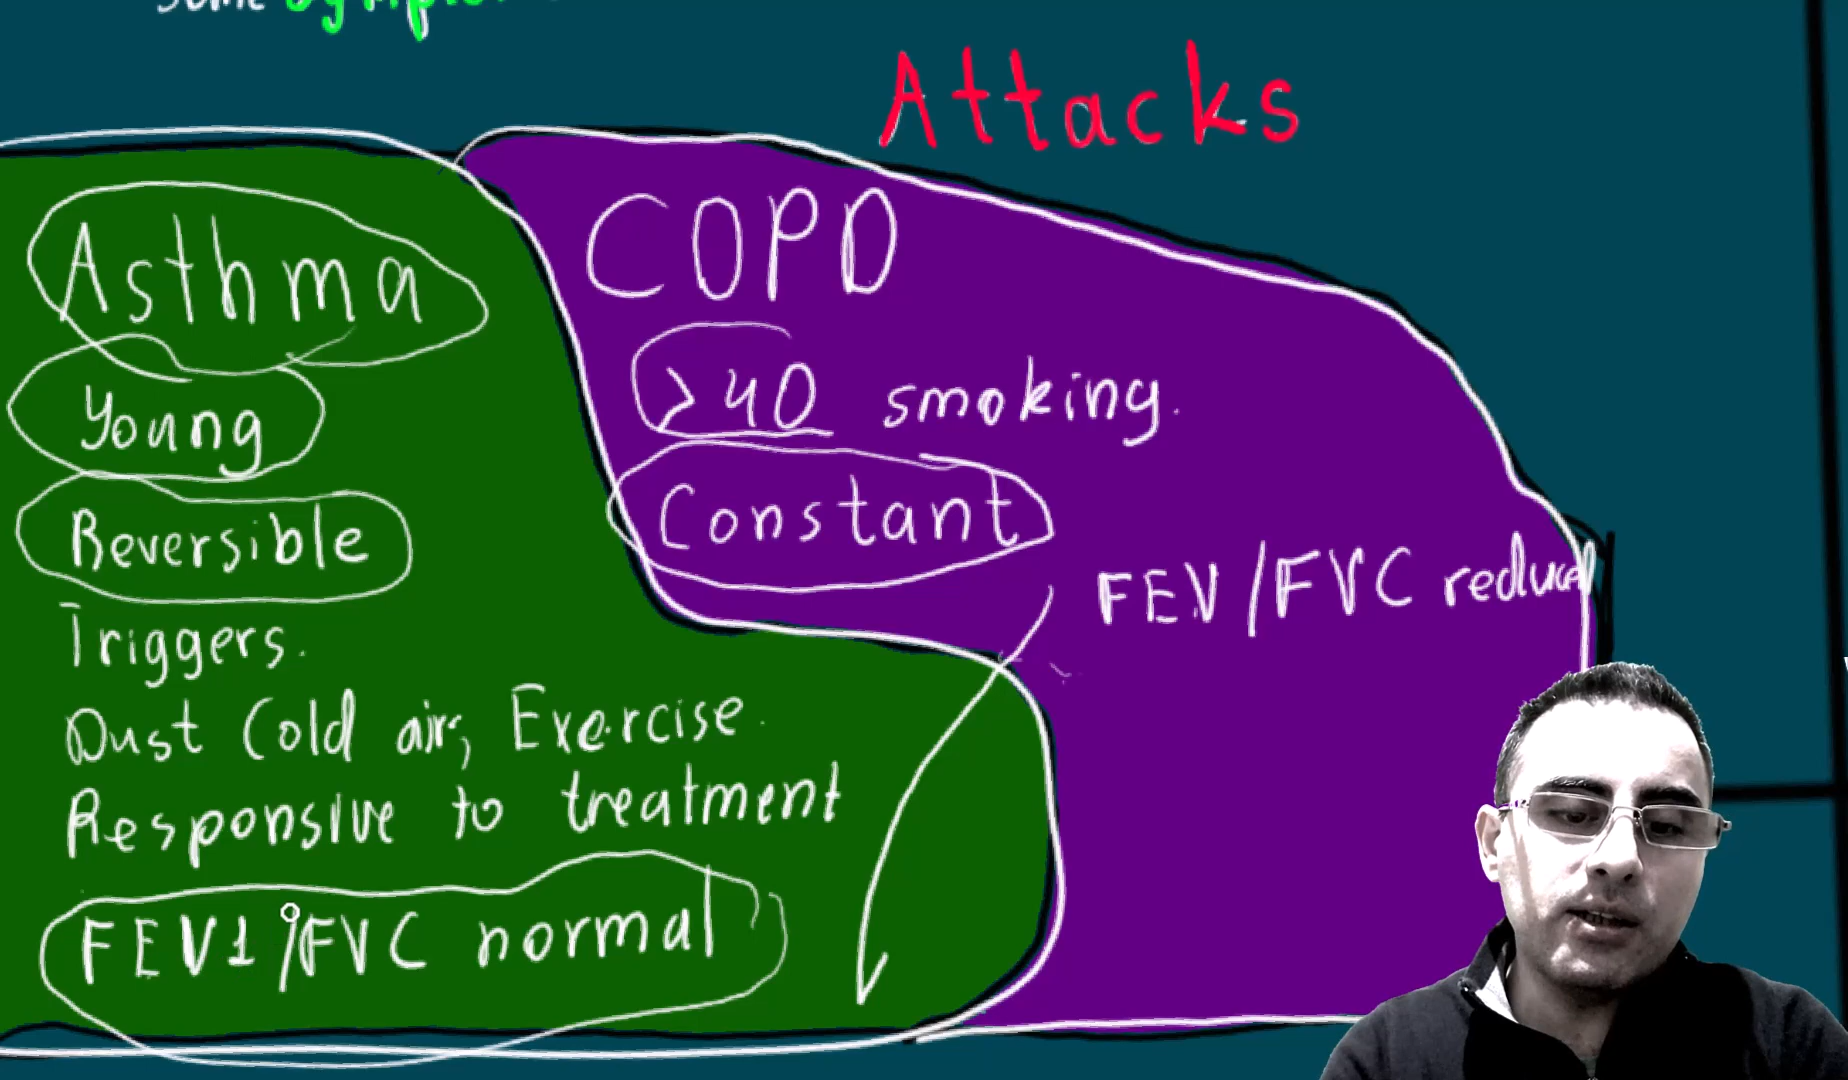 some
Attacks
Asthma
Young
Reversible
Triggers.
Dust Cold air, Exercise.
Responsive to treatment
FEV1/FVC normal
COPD
>40 smoking.
Constant
FEV/FVC reduced